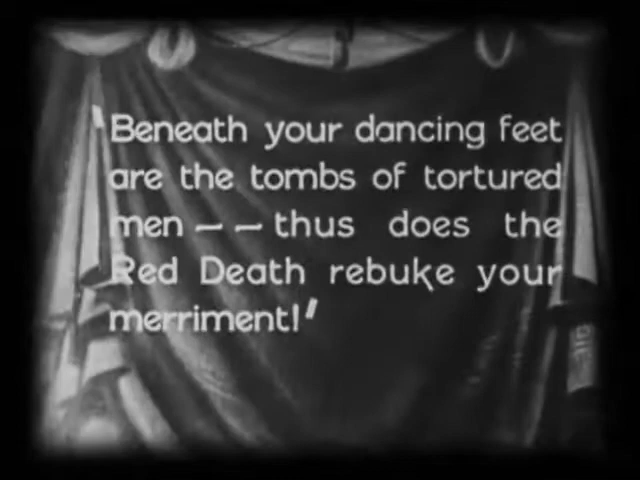 "Beneath your dancing feet
are the tombs of tortured
men — — thus does the
Red Death rebuke your
merriment!"